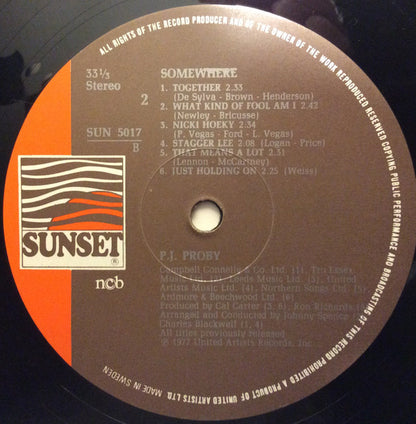 ALL RIGHTS OF THE RECORD PRODUCER AND OF THE OWNER OF THE WORK REPRODUCED RESERVED COPYING PUBLIC PERFORMANCE AND BROADCASTING OF THIS RECORD PROHIBITED A PRODUCT OF UNITED ARTISTS LTD. MADE IN SWEDEN
33⅓
Stereo
2
SUN 5017
B
SOMEWHERE
1. TOGETHER 2.33
(De Sylva - Brown - Henderson)
2. WHAT KIND OF FOOL AM I 2.42
(Newley - Bricusse)
3. NICKI HOEKY 2.34
(P. Vegas - Ford - L. Vegas)
4. STAGGER LEE 2.08 (Logan - Price)
5. THAT MEANS A LOT 2.31
(Lennon - McCartney)
6. JUST HOLDING ON 2.25 (Weiss)
SUNSET
®
ncb
P.J. PROBY
Campbell Connelly & Co. Ltd. (1), Tro Essex
Music Ltd. (2), Leeds Music Ltd. (3), United
Artists Music Ltd. (4), Northern Songs Ltd. (5)
Ardmore & Beechwood Ltd. (6)
Produced by Cal Carter (3, 6), Ron Richards
Arranged and Conducted by Johnny Spence
Charles Blackwell (1, 4)
All titles previously released
℗ 1977 United Artists Records, Inc.